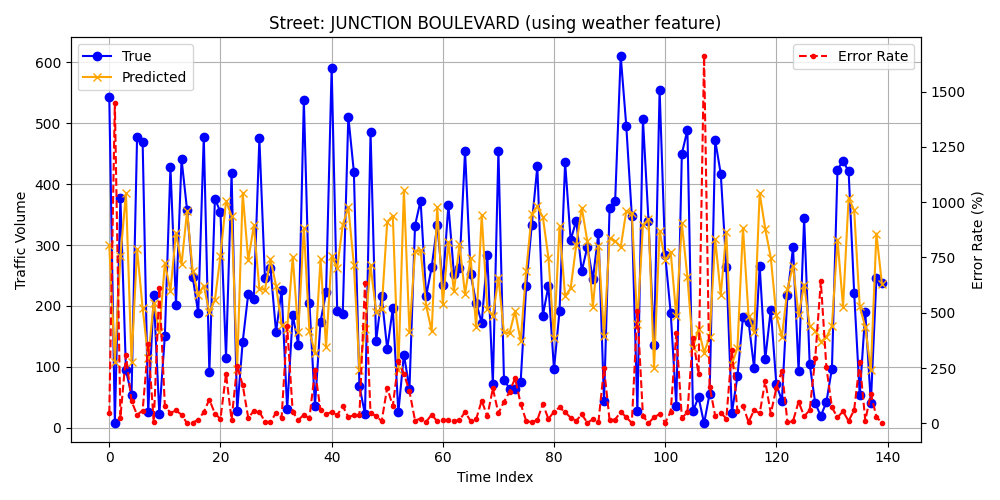 Street: JUNCTION BOULEVARD (using weather feature)
True
Predicted
Error Rate
600
500
400
300
200
100
0
1500
1250
1000
750
500
250
0
0 20 40 60 80 100 120 140
Traffic Volume
Error Rate (%)
Time Index